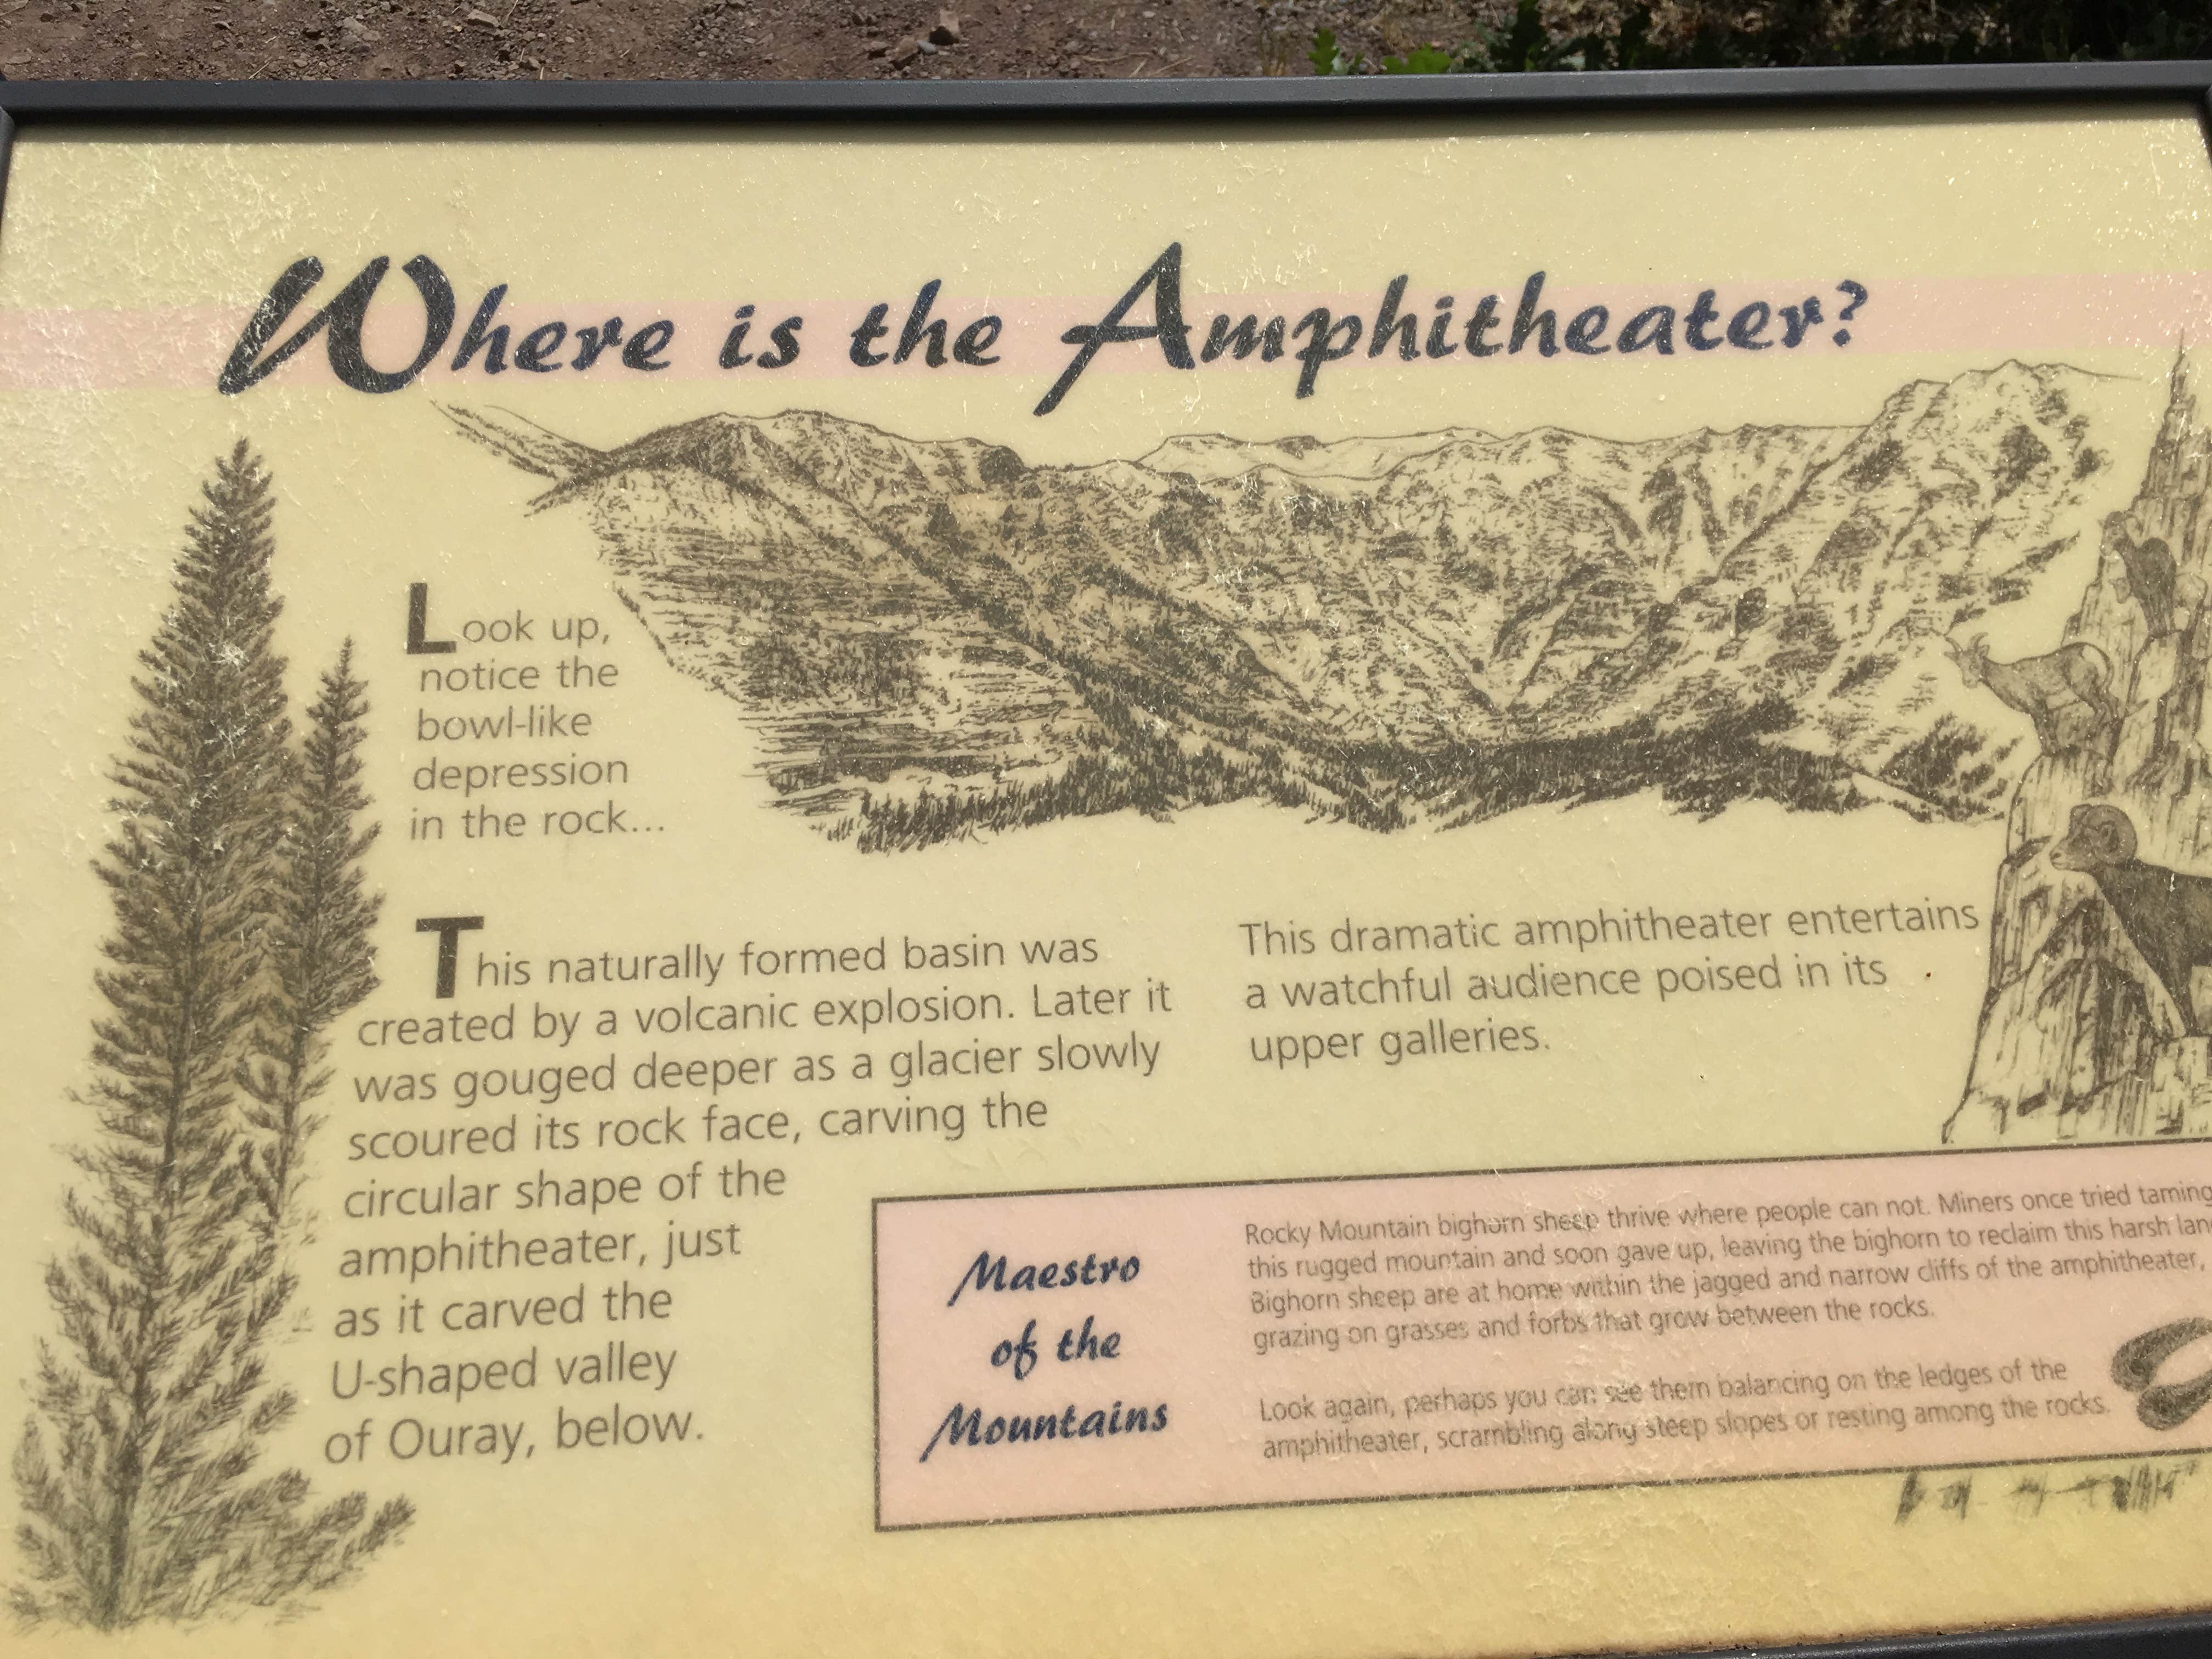 Where is the Amphitheater?
Look up,
notice the
bowl-like
depression
in the rock...
This naturally formed basin was
created by a volcanic explosion. Later it
was gouged deeper as a glacier slowly
scoured its rock face, carving the
circular shape of the
amphitheater, just
as it carved the
U-shaped valley
of Ouray, below.
This dramatic amphitheater entertains
a watchful audience poised in its
upper galleries.
Maestro
of the
Mountains
Rocky Mountain bighorn sheep thrive where people can not. Miners once tried taming
this rugged mountain and soon gave up, leaving the bighorn to reclaim this harsh
Bighorn sheep are at home within the jagged and narrow cliffs of the amphitheater,
grazing on grasses and forbs that grow between the rocks.
Look again, perhaps you can see them balancing on the ledges of the
amphitheater, scrambling along steep slopes or resting among the rocks.